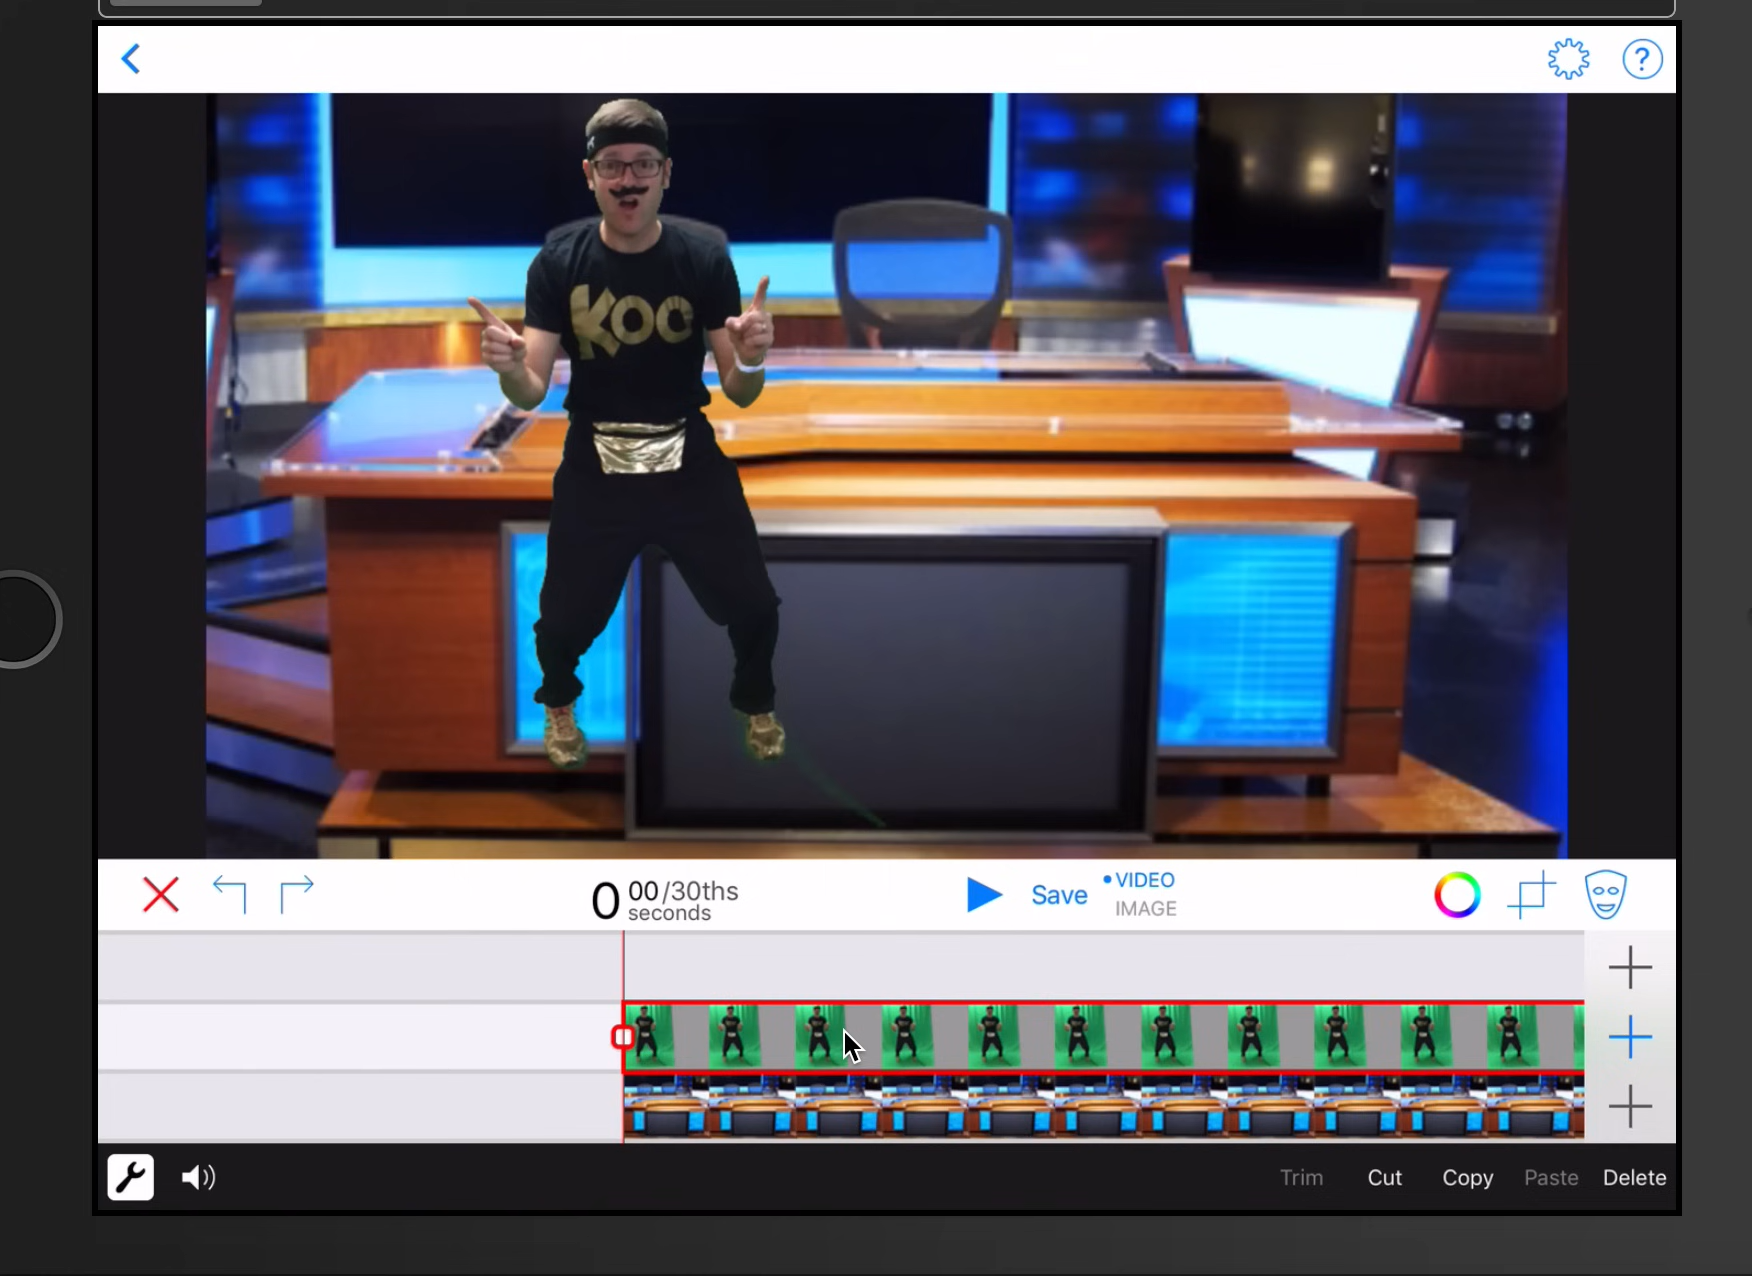 ?
KOO
0 00/30ths
seconds
Save
VIDEO
IMAGE
Trim
Cut
Copy
Paste
Delete